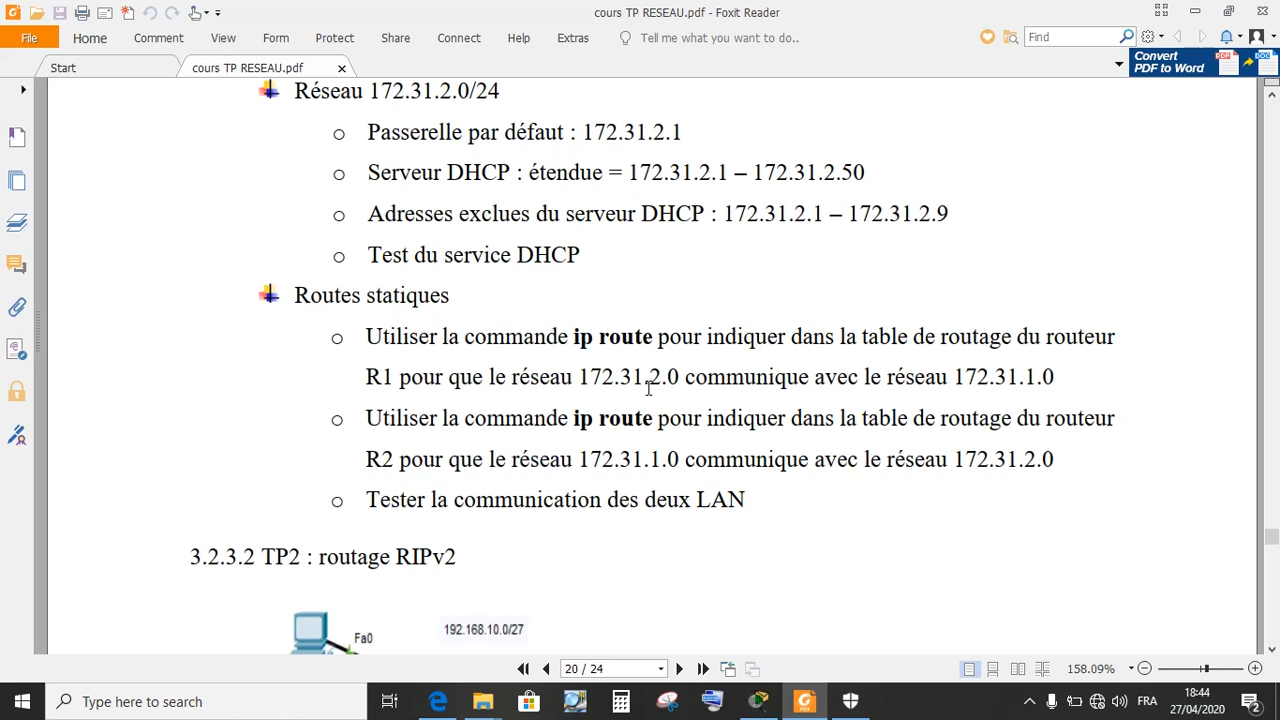 cours TP RESEAU.pdf - Foxit Reader
File Home Comment View Form Protect Share Connect Help Extras Tell me what you want to do.. Find
Start cours TP RESEAU.pdf
Convert
PDF to Word
Réseau 172.31.2.0/24
o Passerelle par défaut : 172.31.2.1
o Serveur DHCP : étendue = 172.31.2.1 – 172.31.2.50
o Adresses exclues du serveur DHCP : 172.31.2.1 – 172.31.2.9
o Test du service DHCP
Routes statiques
o Utiliser la commande ip route pour indiquer dans la table de routage du routeur
R1 pour que le réseau 172.31.2.0 communique avec le réseau 172.31.1.0
o Utiliser la commande ip route pour indiquer dans la table de routage du routeur
R2 pour que le réseau 172.31.1.0 communique avec le réseau 172.31.2.0
o Tester la communication des deux LAN
3.2.3.2 TP2 : routage RIPv2
192.168.10.0/27
Fa0
20 / 24 158.09%
Type here to search FRA
18:44
27/04/2020
2